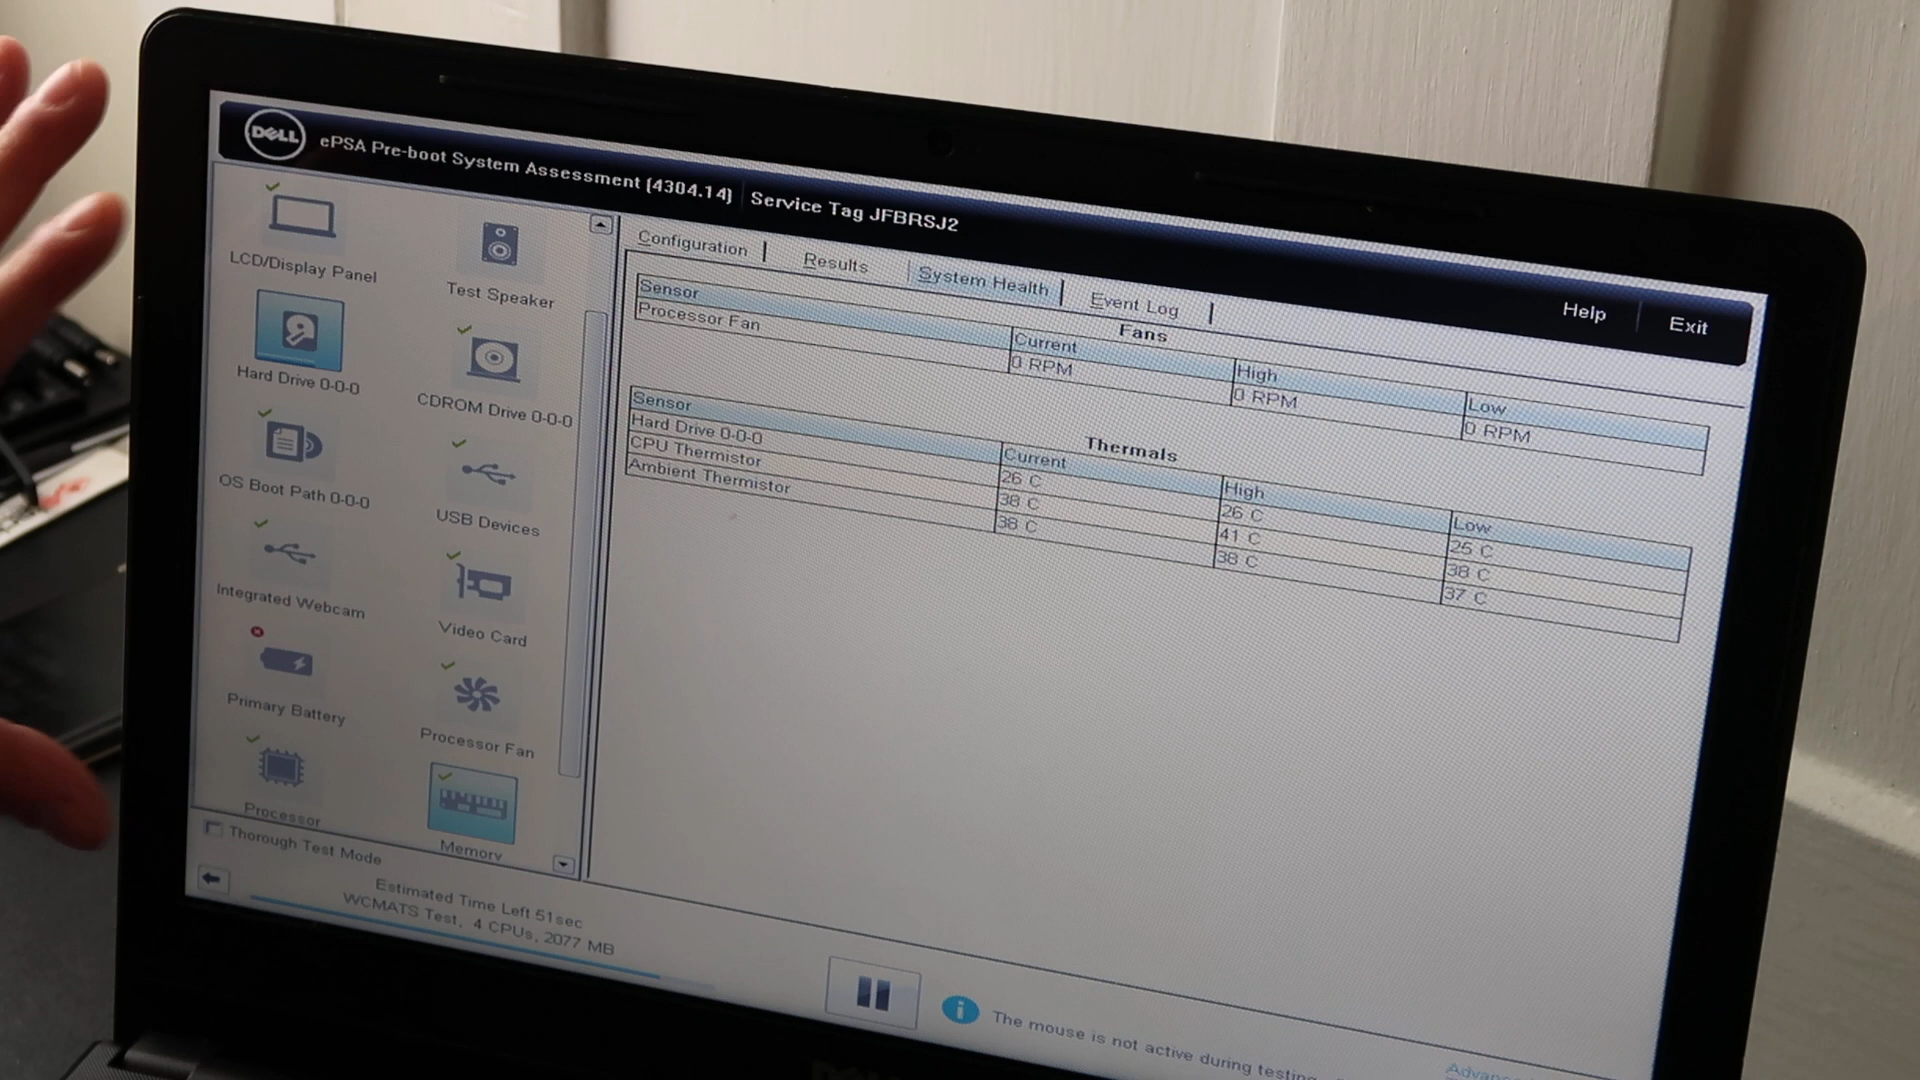 DELL
ePSA Pre-boot System Assessment (4304.14)
Service Tag JFBRSJ2
Help
Exit
LCD/Display Panel
Test Speaker
Hard Drive 0-0-0
CDROM Drive 0-0-0
OS Boot Path 0-0-0
USB Devices
Integrated Webcam
Video Card
Primary Battery
Processor Fan
Processor
Memory
Thorough Test Mode
Estimated Time Left 51sec
WCMATS Test, 4 CPUs, 2077 MB
Configuration
Results
System Health
Event Log
Fans
Sensor Current High Low
Processor Fan 0 RPM 0 RPM 0 RPM
Thermals
Sensor Current High Low
Hard Drive 0-0-0 26 C 26 C 25 C
CPU Thermistor 38 C 41 C 38 C
Ambient Thermistor 38 C 38 C 37 C
The mouse is not active during testing.